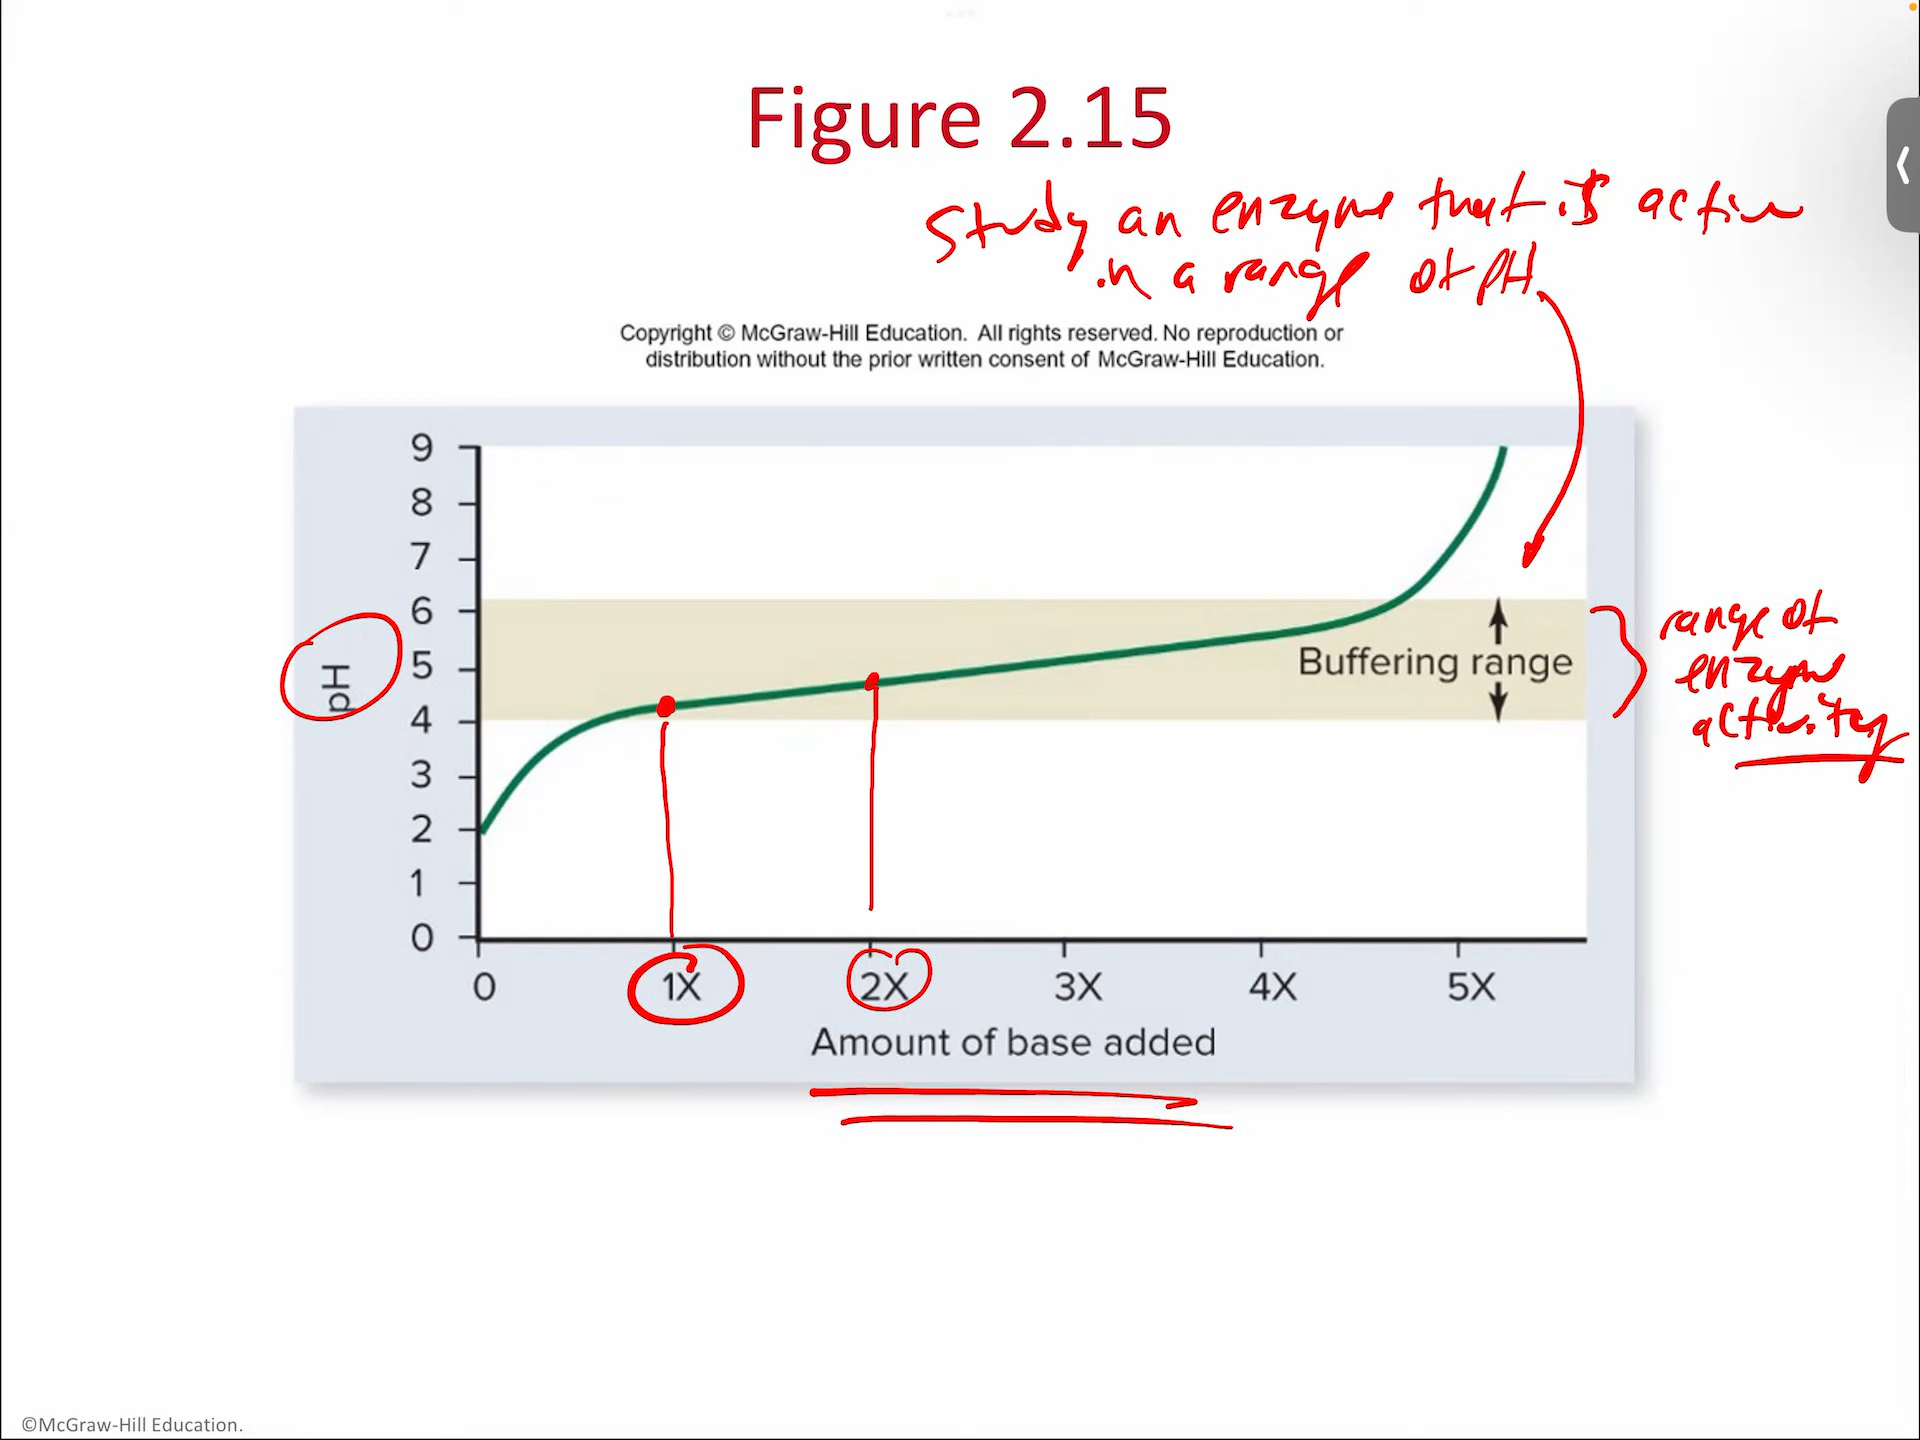 Figure 2.15
Study an enzyme that is active
in a range of pH
Copyright © McGraw-Hill Education. All rights reserved. No reproduction or
distribution without the prior written consent of McGraw-Hill Education.
9
8
7
6
5
4
3
2
1
0
pH
Buffering range
range of
enzyme
activity
0 1X 2X 3X 4X 5X
Amount of base added
©McGraw-Hill Education.